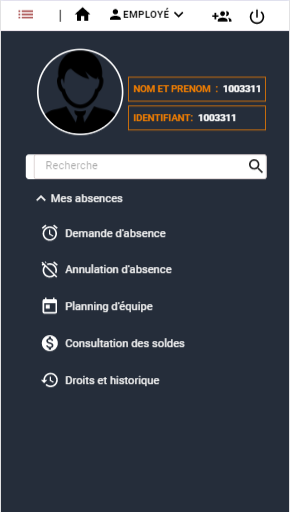 EMPLOYÉ
NOM ET PRENOM : 1003311
IDENTIFIANT: 1003311
Recherche
Mes absences
Demande d'absence
Annulation d'absence
Planning d'équipe
Consultation des soldes
Droits et historique